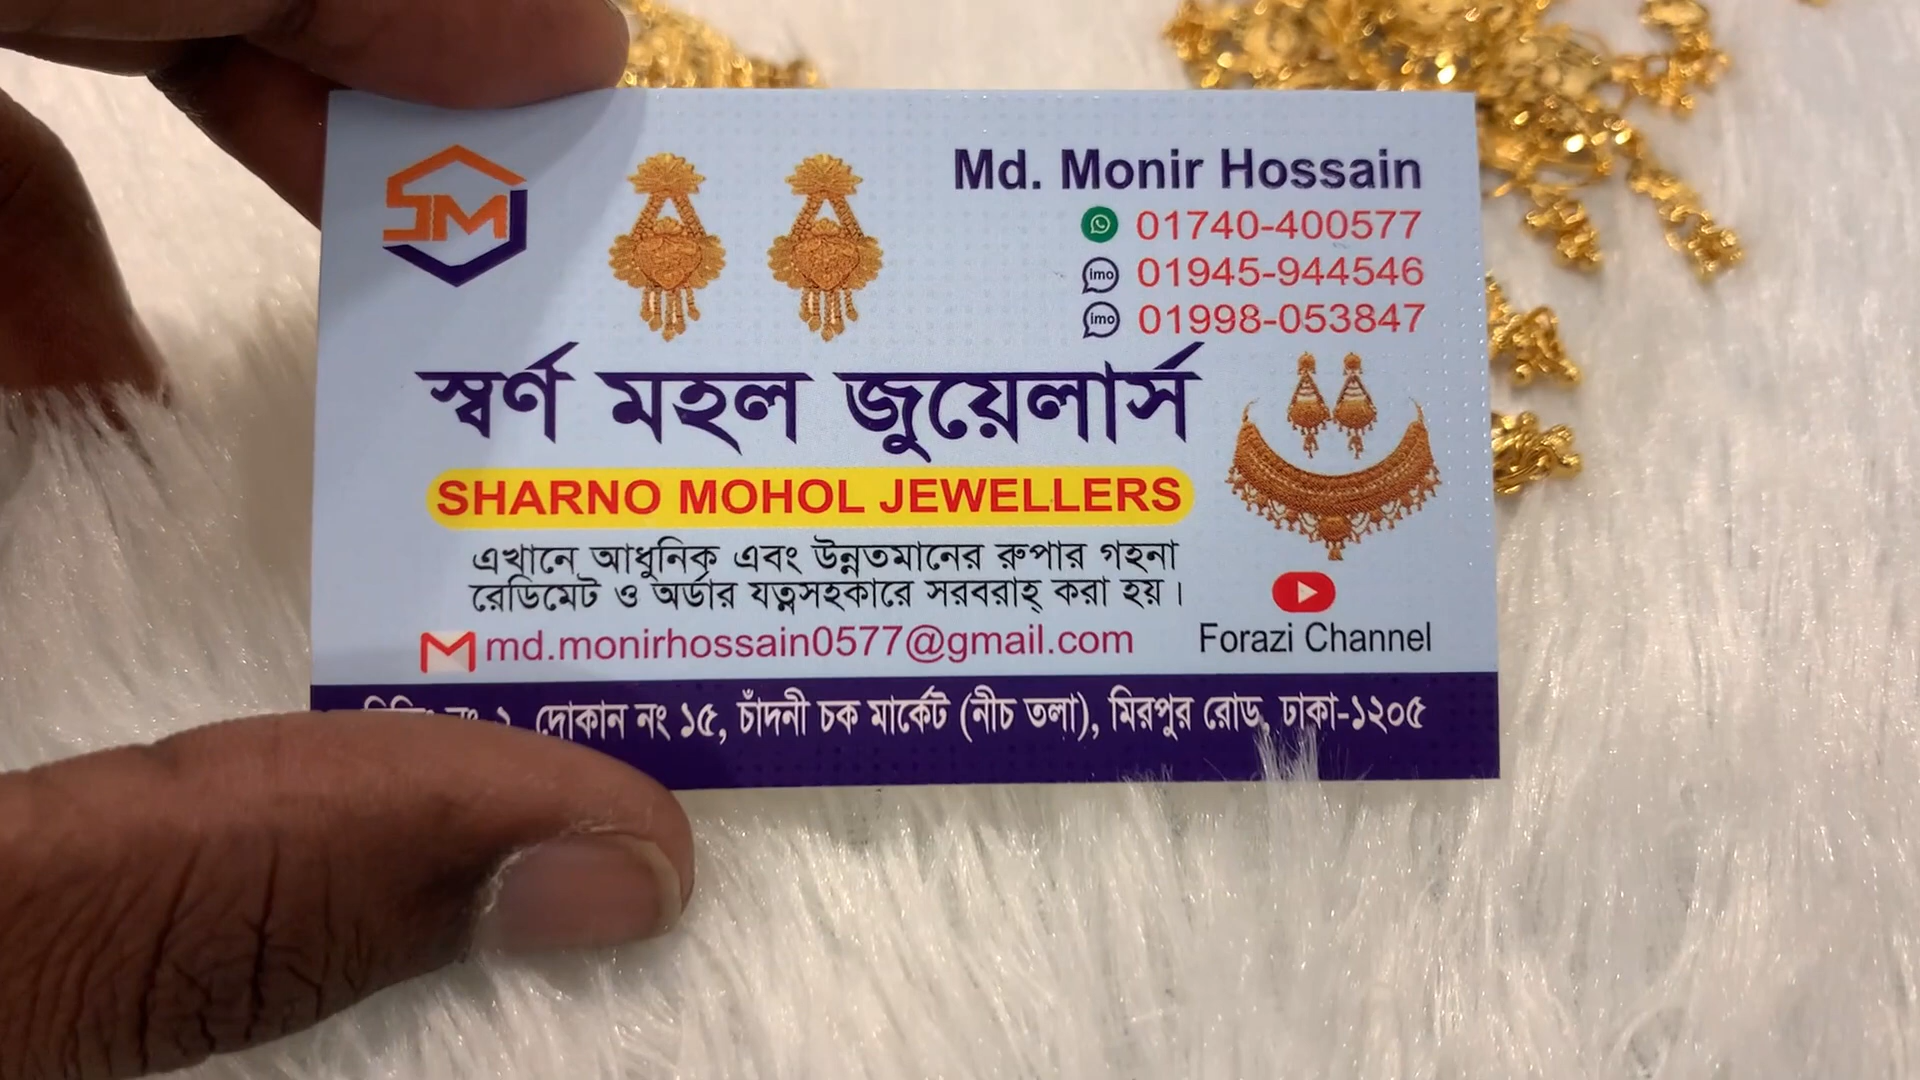 SM
Md. Monir Hossain
01740-400577
imo 01945-944546
imo 01998-053847
স্বর্ণ মহল জুয়েলার্স
SHARNO MOHOL JEWELLERS
এখানে আধুনিক এবং উন্নতমানের রুপার গহনা
রেডিমেট ও অর্ডার যত্নসহকারে সরবরাহ্ করা হয়।
md.monirhossain0577@gmail.com
Forazi Channel
দোকান নং ১৫, চাঁদনী চক মার্কেট (নীচ তলা), মিরপুর রোড, ঢাকা-১২০৫